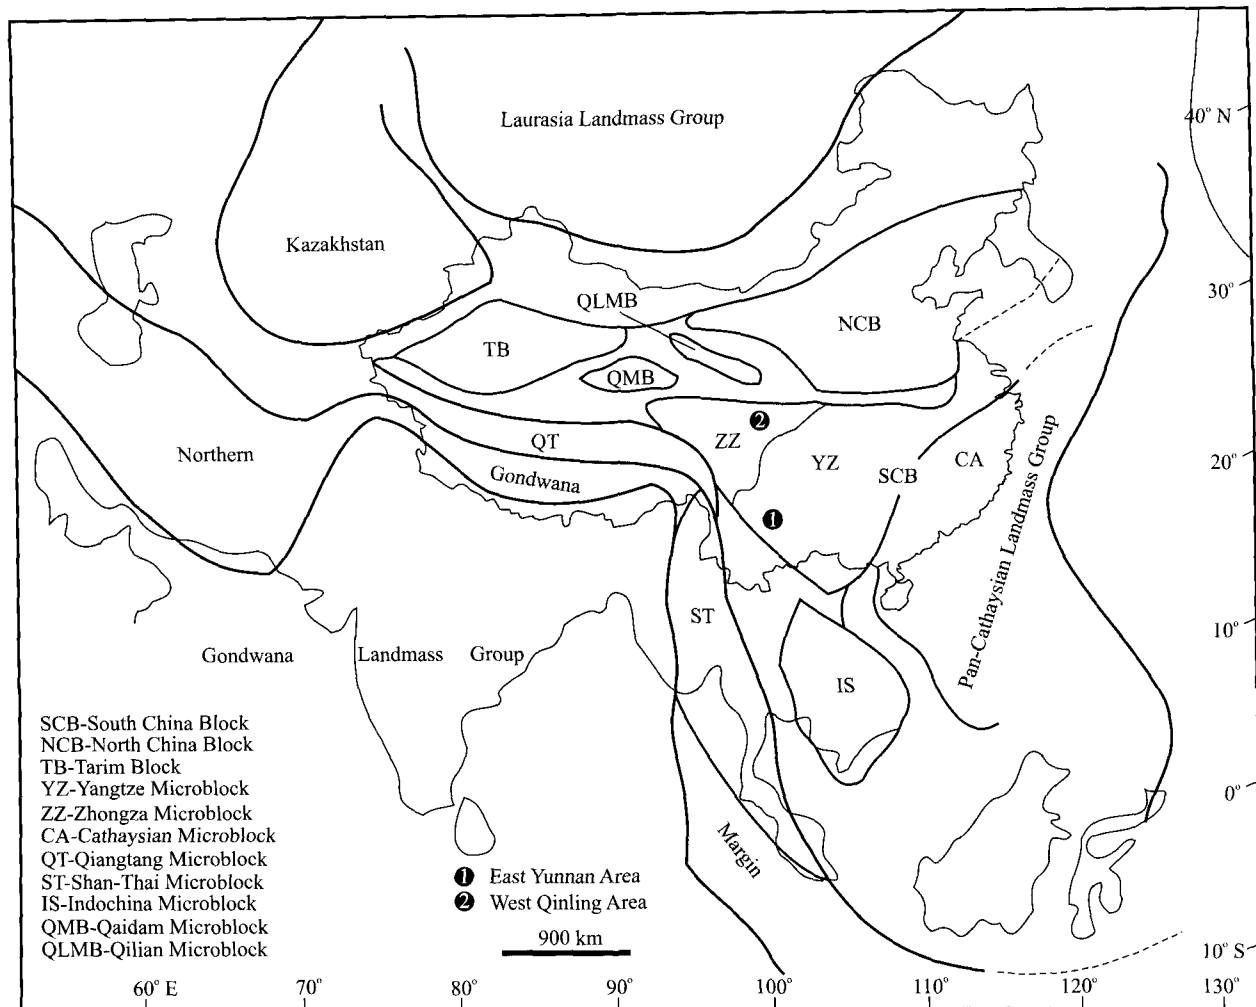 Laurasia Landmass Group
40° N
Kazakhstan
QLMB
30°
NCB
TB
QMB
2
QT
ZZ
YZ
SCB
CA
20°
Northern
Gondwana
1
Pan-Cathaysian Landmass Group
ST
10°
Gondwana Landmass Group
IS
SCB-South China Block
NCB-North China Block
TB-Tarim Block
YZ-Yangtze Microblock
ZZ-Zhongza Microblock
CA-Cathaysian Microblock
QT-Qiangtang Microblock
ST-Shan-Thai Microblock
IS-Indochina Microblock
QMB-Qaidam Microblock
QLMB-Qilian Microblock
0°
Margin
1 East Yunnan Area
2 West Qinling Area
900 km
10° S
60° E 70° 80° 90° 100° 110° 120° 130°